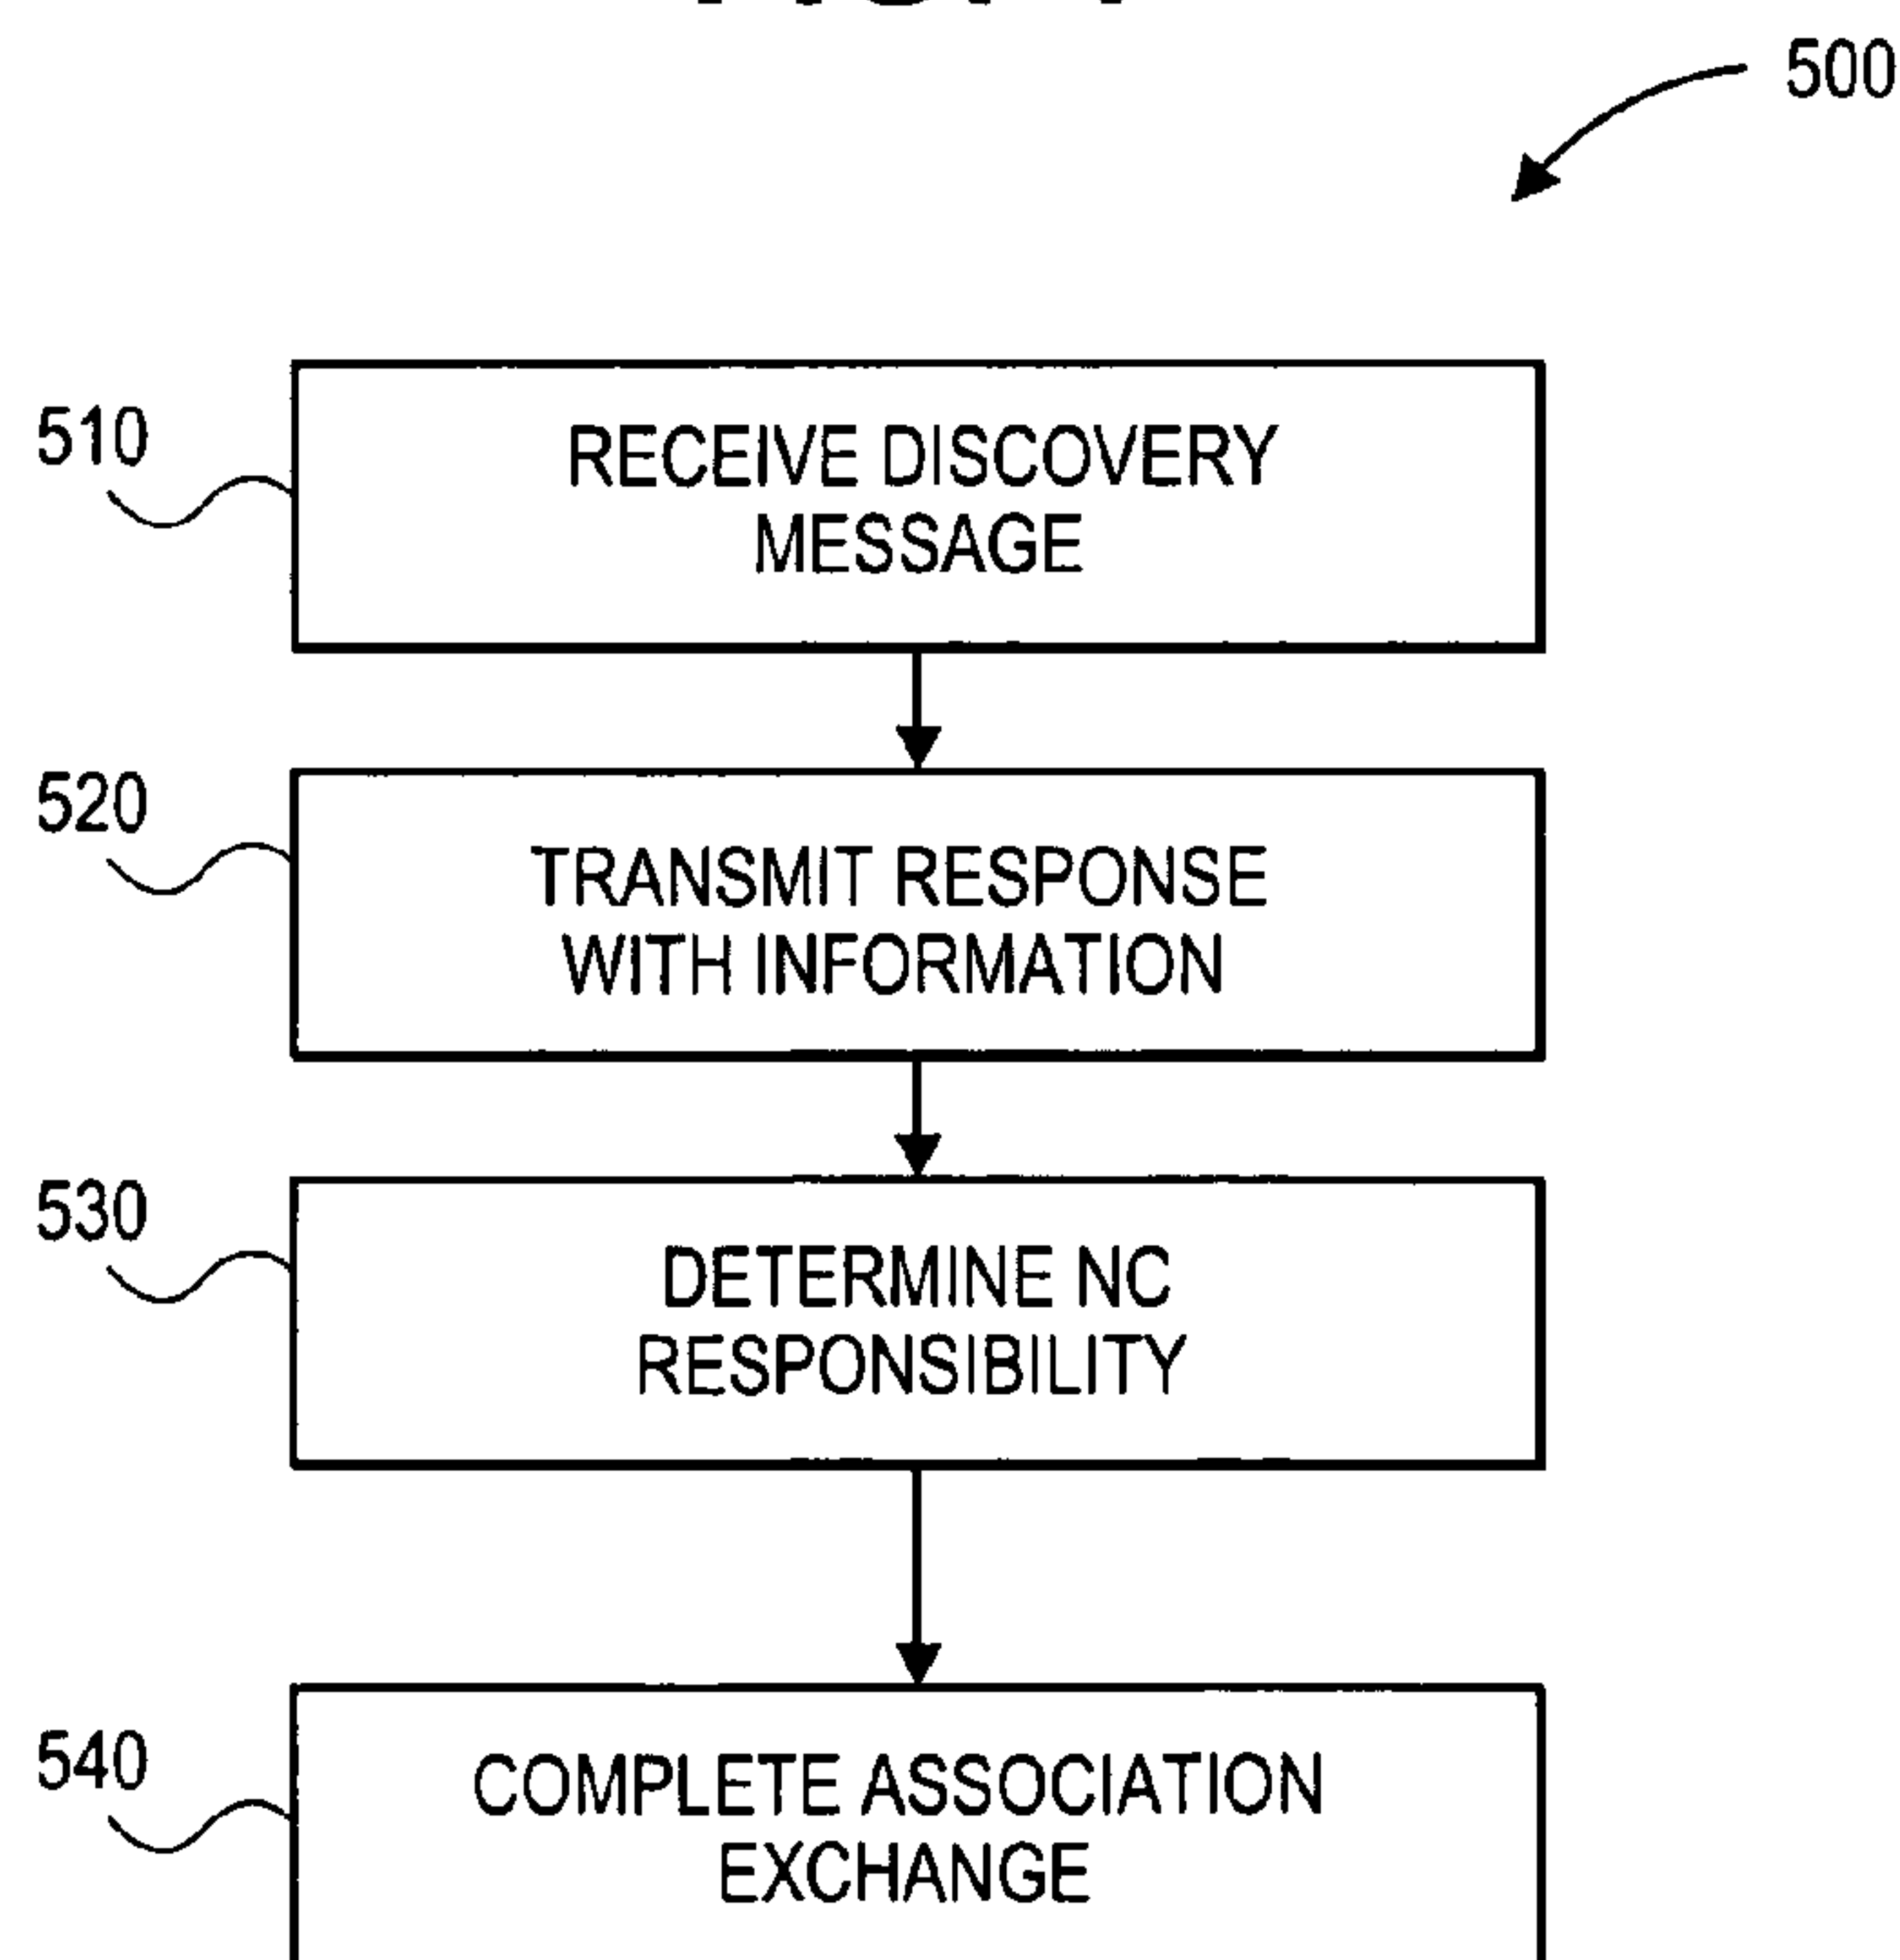 500
510
RECEIVE DISCOVERY
MESSAGE
520
TRANSMIT RESPONSE
WITH INFORMATION
530
DETERMINE NC
RESPONSIBILITY
540
COMPLETE ASSOCIATION
EXCHANGE